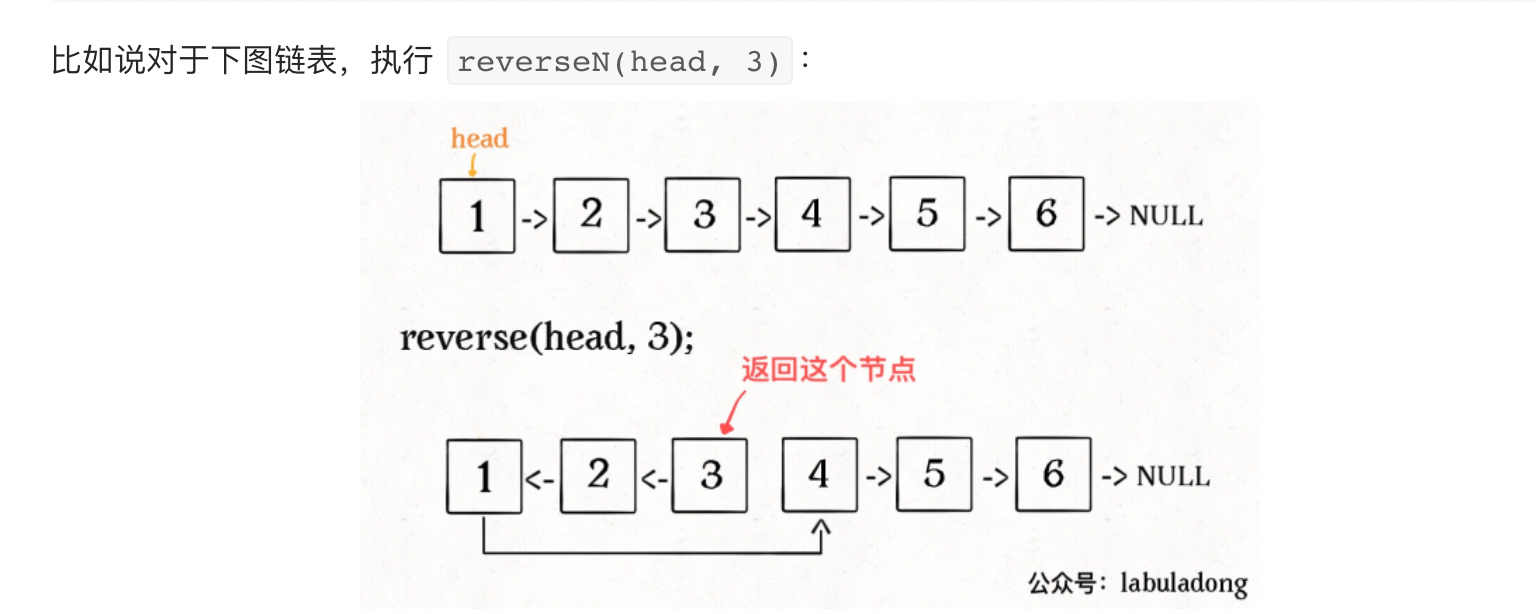 比如说对于下图链表，执行 reverseN(head, 3)：
head
1 -> 2 -> 3 -> 4 -> 5 -> 6 -> NULL
reverse(head, 3);
返回这个节点
1 <- 2 <- 3 4 -> 5 -> 6 -> NULL
公众号：labuladong